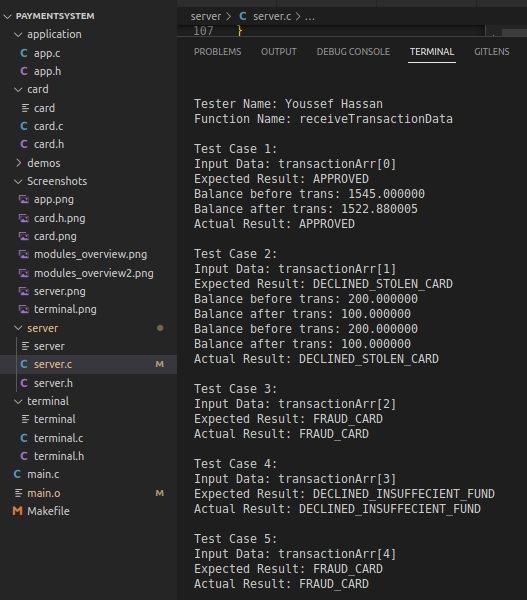 PAYMENTSYSTEM
application
C app.c
C app.h
card
card
C card.c
C card.h
demos
Screenshots
app.png
card.h.png
card.png
modules_overview.png
modules_overview2.png
server.png
terminal.png
server
server
C server.c M
C server.h
terminal
terminal
C terminal.c
C terminal.h
C main.c
main.o M
M Makefile
server > C server.c > ...
107 }
PROBLEMS OUTPUT DEBUG CONSOLE TERMINAL GITLENS
Tester Name: Youssef Hassan
Function Name: receiveTransactionData
Test Case 1:
Input Data: transactionArr[0]
Expected Result: APPROVED
Balance before trans: 1545.000000
Balance after trans: 1522.880005
Actual Result: APPROVED
Test Case 2:
Input Data: transactionArr[1]
Expected Result: DECLINED_STOLEN_CARD
Balance before trans: 200.000000
Balance after trans: 100.000000
Balance before trans: 200.000000
Balance after trans: 100.000000
Actual Result: DECLINED_STOLEN_CARD
Test Case 3:
Input Data: transactionArr[2]
Expected Result: FRAUD_CARD
Actual Result: FRAUD_CARD
Test Case 4:
Input Data: transactionArr[3]
Expected Result: DECLINED_INSUFFECIENT_FUND
Actual Result: DECLINED_INSUFFECIENT_FUND
Test Case 5:
Input Data: transactionArr[4]
Expected Result: FRAUD_CARD
Actual Result: FRAUD_CARD